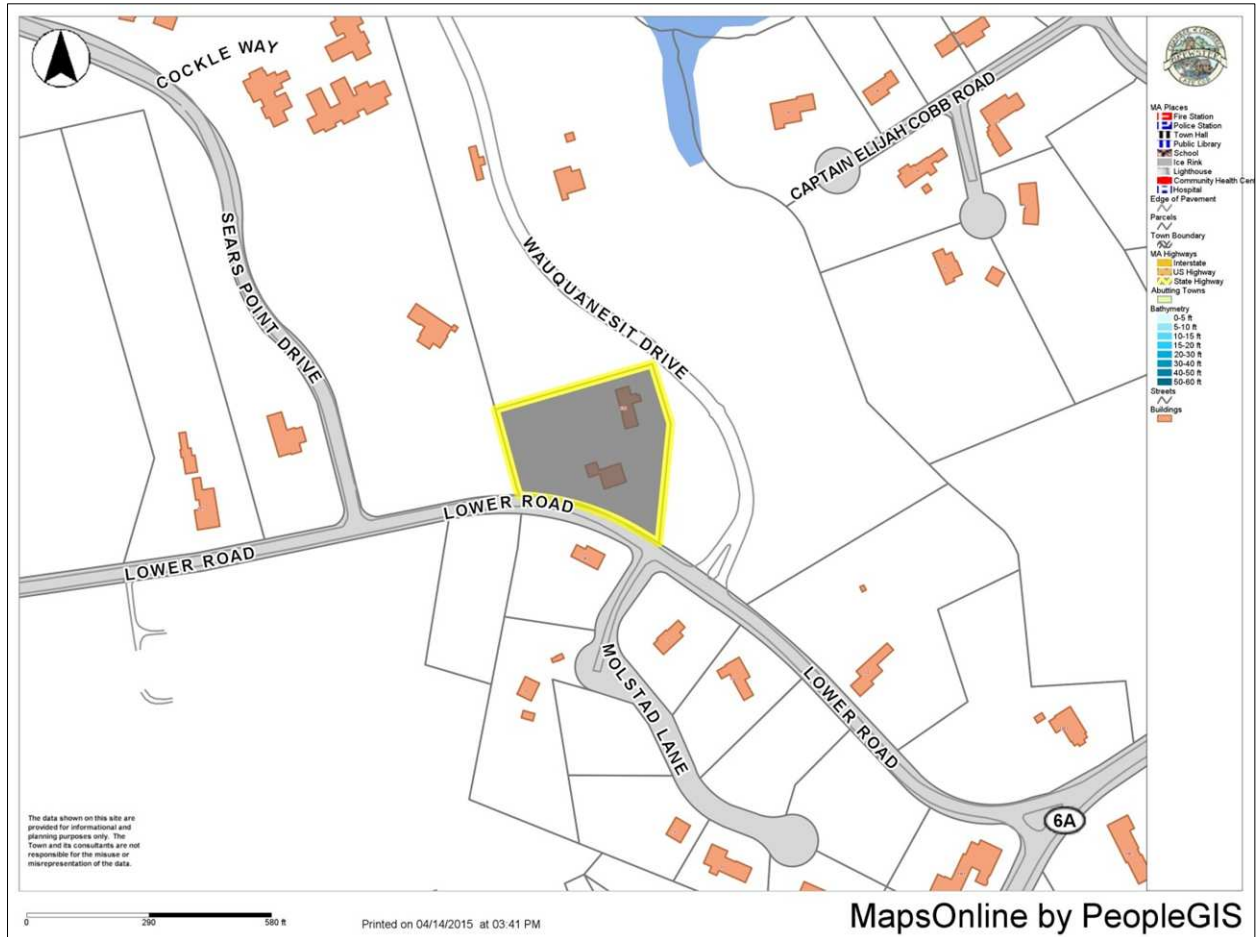 COCKLE WAY
SEARS POINT DRIVE
WAUQUANESIT DRIVE
CAPTAIN ELIJAH COBB ROAD
LOWER ROAD
LOWER ROAD
MOLSTAD LANE
LOWER ROAD
6A
MA Places
Fire Station
Police Station
Town Hall
Public Library
School
Ice Rink
Lighthouse
Community Health Cen
Hospital
Edge of Pavement
Parcels
Town Boundary
MA Highways
Interstate
US Highway
State Highway
Abutting Towns
Bathymetry
0-5 ft
5-10 ft
10-15 ft
15-20 ft
20-30 ft
30-40 ft
40-50 ft
50-60 ft
Streets
Buildings
The data shown on this site are
provided for informational and
planning purposes only. The
Town and its consultants are not
responsible for the misuse or
misrepresentation of the data.
0 290 580 ft
Printed on 04/14/2015 at 03:41 PM
MapsOnline by PeopleGIS